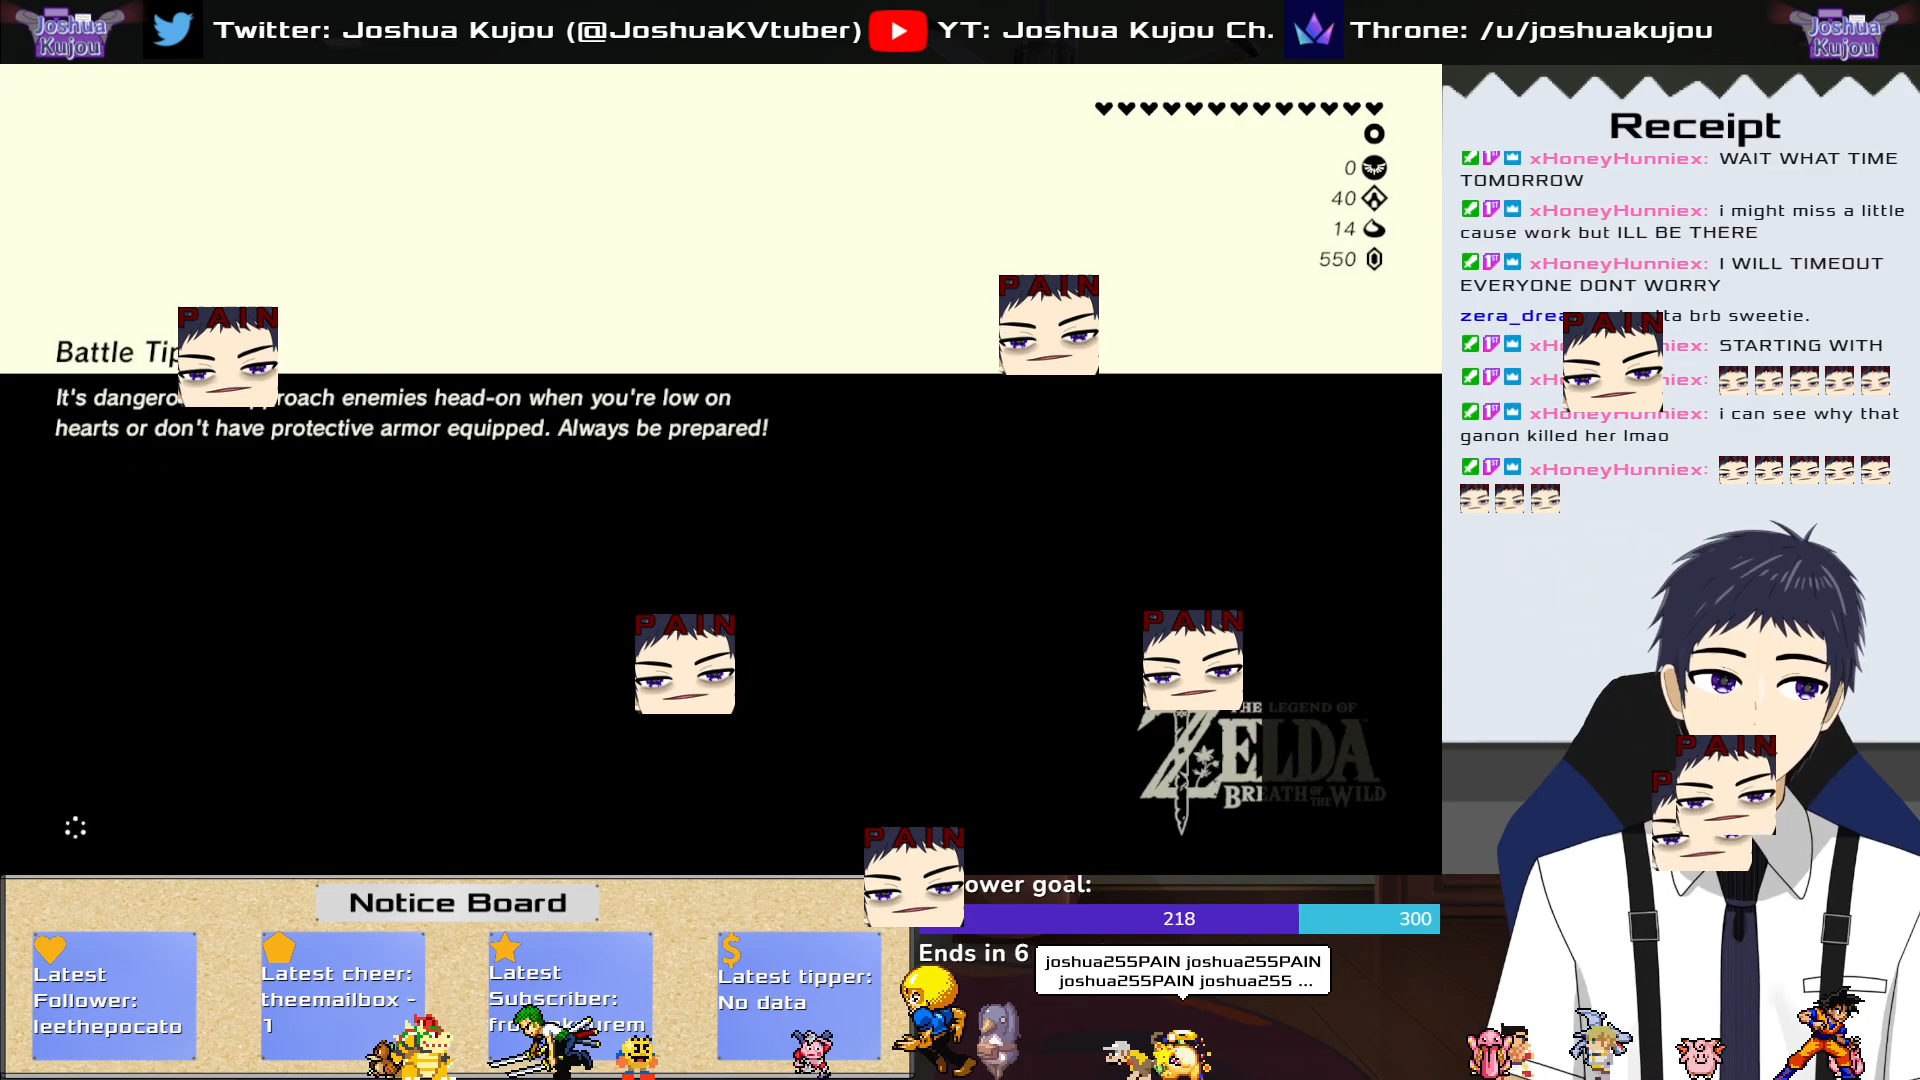 Joshua Kujou
Twitter: Joshua Kujou (@JoshuaKVtuber)
YT: Joshua Kujou Ch.
Throne: /u/joshuakujou
Joshua Kujou
0
40
14
550
PAIN
PAIN
Battle Tip
It's dangero roach enemies head-on when you're low on
hearts or don't have protective armor equipped. Always be prepared!
PAIN
PAIN
THE LEGEND OF
ZELDA
BREATH OF THE WILD
PAIN
Receipt
xHoneyHunniex: WAIT WHAT TIME
TOMORROW
xHoneyHunniex: i might miss a little
cause work but ILL BE THERE
xHoneyHunniex: I WILL TIMEOUT
EVERYONE DONT WORRY
zera_drea ta brb sweetie.
PAIN
xHo niex: STARTING WITH
xH niex:
xHoneyHunniex: i can see why that
ganon killed her lmao
xHoneyHunniex:
PAIN
P
Notice Board
Latest
Follower:
leethepocato
Latest cheer:
theemailbox -
1
Latest
Subscriber:
Latest tipper:
No data
ower goal:
218
300
Ends in 6
joshua255PAIN joshua255PAIN
joshua255PAIN joshua255 ...